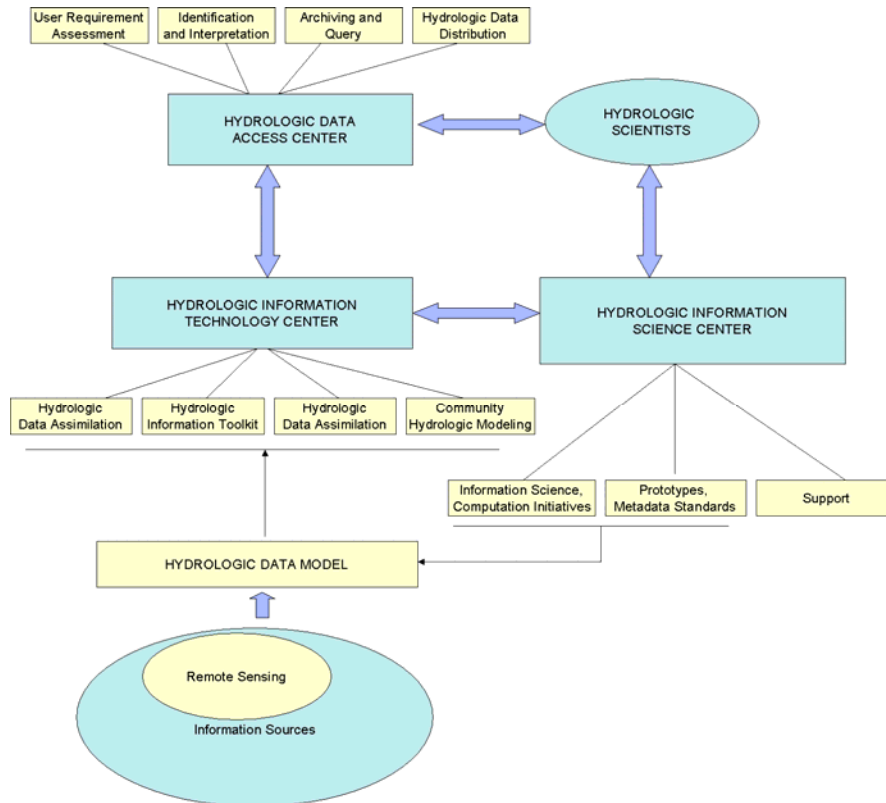 User Requirement
Assessment
Identification
and Interpretation
Archiving and
Query
Hydrologic Data
Distribution
HYDROLOGIC DATA
ACCESS CENTER
HYDROLOGIC
SCIENTISTS
HYDROLOGIC INFORMATION
TECHNOLOGY CENTER
HYDROLOGIC INFORMATION
SCIENCE CENTER
Hydrologic
Data Assimilation
Hydrologic
Information Toolkit
Hydrologic
Data Assimilation
Community
Hydrologic Modeling
Information Science,
Computation Initiatives
Prototypes,
Metadata Standards
Support
HYDROLOGIC DATA MODEL
Remote Sensing
Information Sources